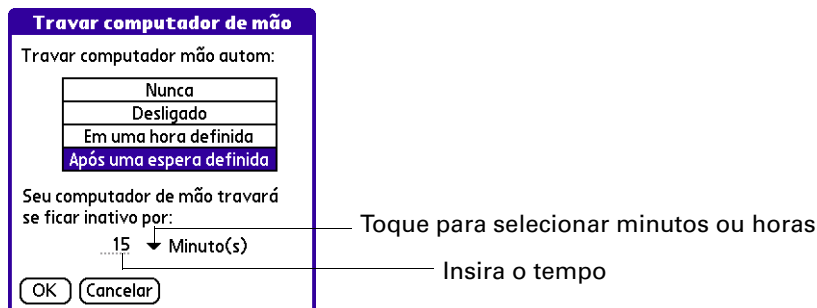 Travar computador de mão
Travar computador mão autom:
Nunca
Desligado
Em uma hora definida
Após uma espera definida
Seu computador de mão travará
se ficar inativo por:
15 Minuto(s)
OK Cancelar
Toque para selecionar minutos ou horas
Insira o tempo